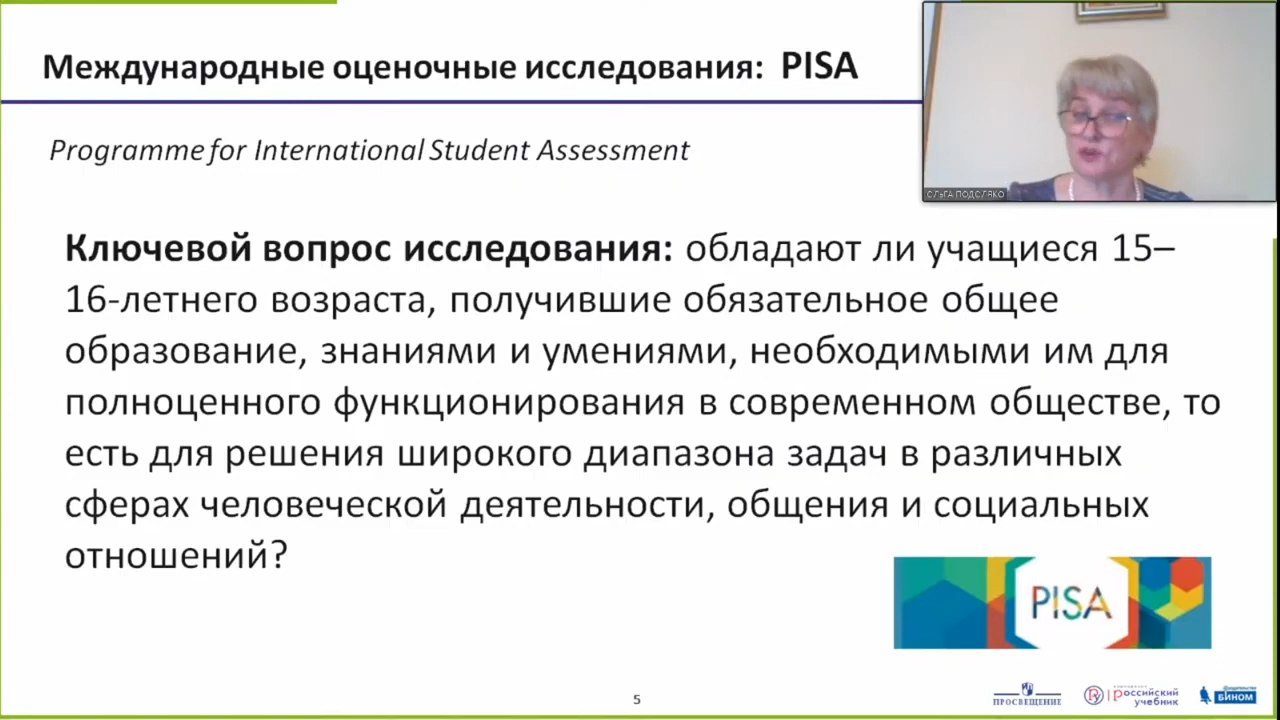 Международные оценочные исследования: PISA
ОЛЬГА ПОДОЛЯКО
Programme for International Student Assessment
Ключевой вопрос исследования: обладают ли учащиеся 15–
16-летнего возраста, получившие обязательное общее
образование, знаниями и умениями, необходимыми им для
полноценного функционирования в современном обществе, то
есть для решения широкого диапазона задач в различных
сферах человеческой деятельности, общения и социальных
отношений?
PISA
5
ПРОСВЕЩЕНИЕ
российский
учебник
БИНОМ